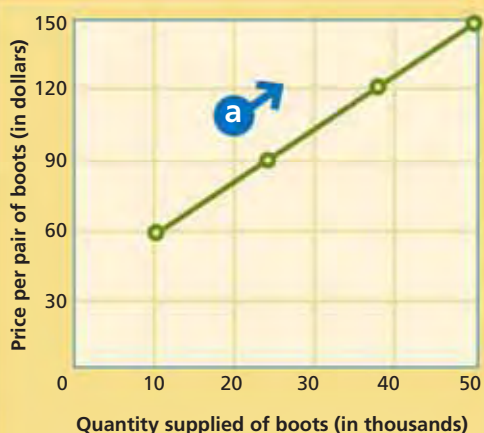 Price per pair of boots (in dollars)
150
120
90
60
30
0
a
10 20 30 40 50
Quantity supplied of boots (in thousands)